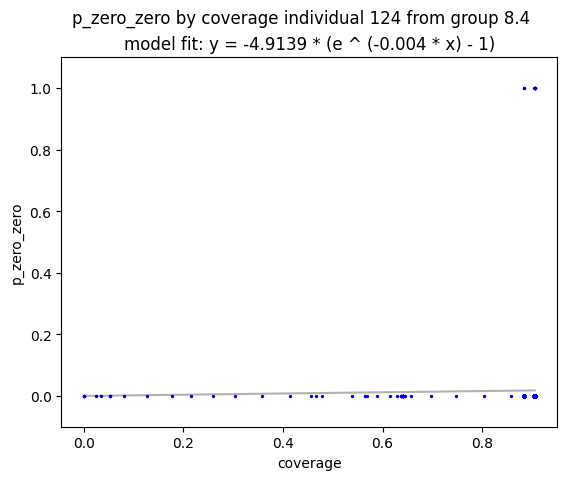 p_zero_zero by coverage individual 124 from group 8.4
model fit: y = -4.9139 * (e ^ (-0.004 * x) - 1)
1.0
0.8
0.6
0.4
0.2
0.0
p_zero_zero
0.0 0.2 0.4 0.6 0.8
coverage